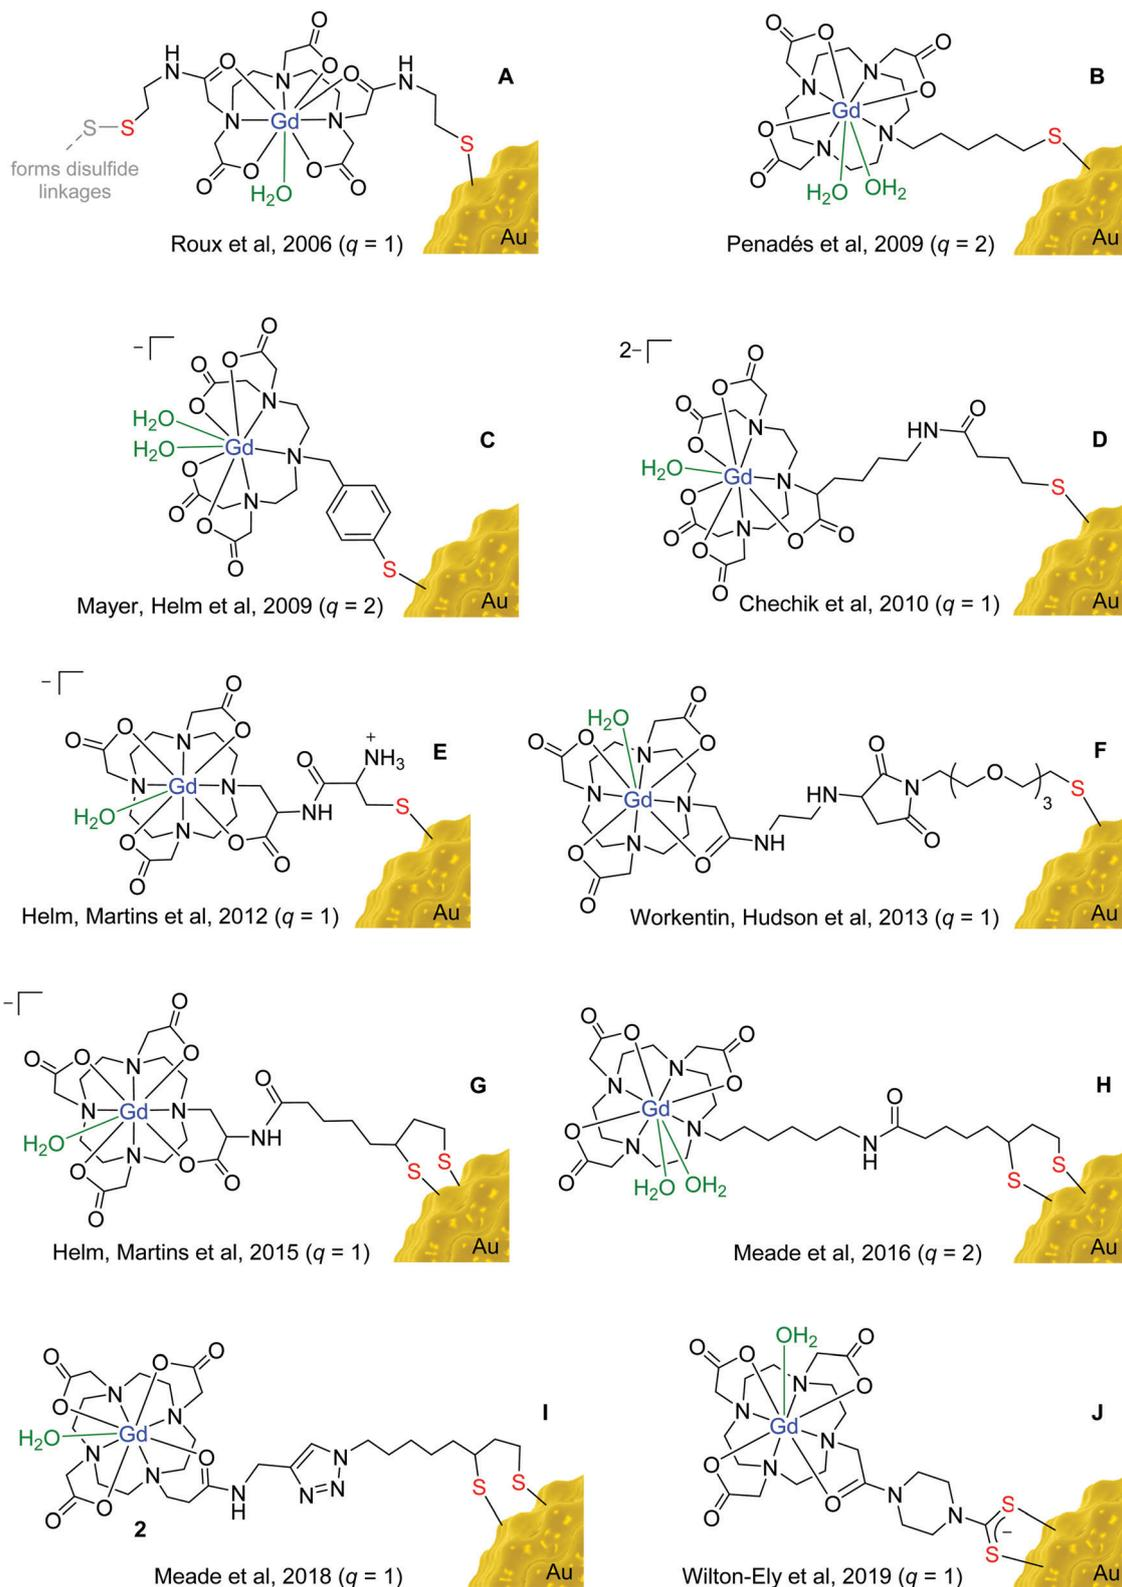 A
S S S
forms disulfide
linkages
H N O O O O O N H
N N N
Gd
O O O O
H₂O
Au
Roux et al, 2006 (q = 1)
B
O O O O
N N N N
Gd
O O
H₂O OH₂
S
Au
Penadés et al, 2009 (q = 2)
C
–
O O O O
H₂O
H₂O
Gd
N N N
O O O O
S
Au
Mayer, Helm et al, 2009 (q = 2)
D
2–
O O O O
H₂O
Gd
N N N
HN O
O O O O O O
S
Au
Chechik et al, 2010 (q = 1)
E
–
O O O O
N N N N
Gd
H₂O
O O O O
O NH
+
NH₃
S
Au
Helm, Martins et al, 2012 (q = 1)
F
H₂O
O O O O
N N N N
Gd
O O O
NH HN
O N O
O
3
S
Au
Workentin, Hudson et al, 2013 (q = 1)
G
–
O O O O
N N N N
Gd
H₂O
O O O O
O NH
S S
Au
Helm, Martins et al, 2015 (q = 1)
H
O O O O
N N N N
Gd
O O
H₂O OH₂
O
N
H
S S
Au
Meade et al, 2016 (q = 2)
I
O O O O
N N N N
Gd
H₂O
O O O
N
H
N N N
S S
2
Au
Meade et al, 2018 (q = 1)
J
OH₂
O O O O
N N N N
Gd
O O O
N N
S
–
S
Au
Wilton-Ely et al, 2019 (q = 1)